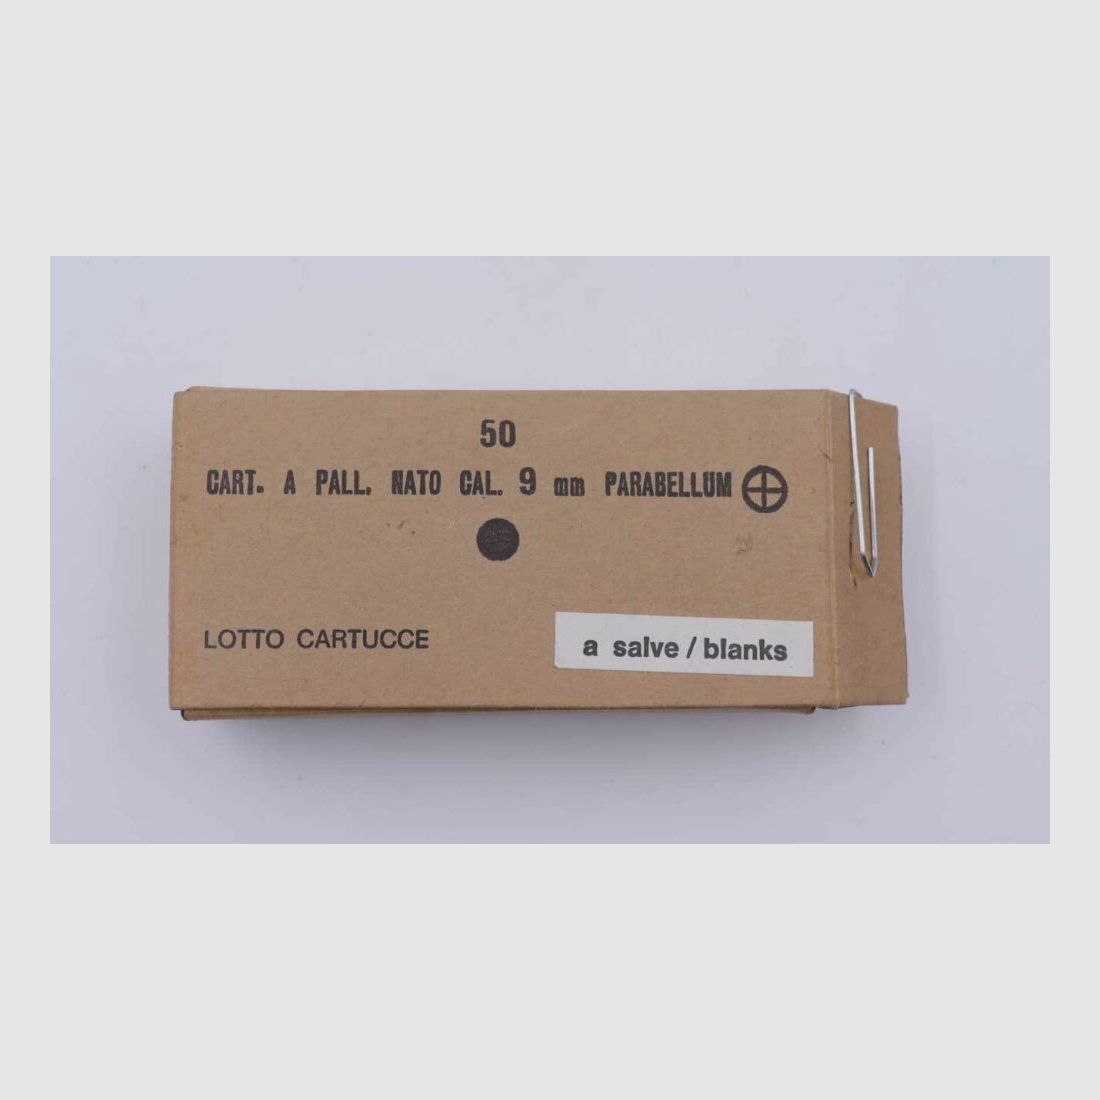 50
CART. A PALL. NATO CAL. 9 mm PARABELLUM
LOTTO CARTUCCE
a salve / blanks